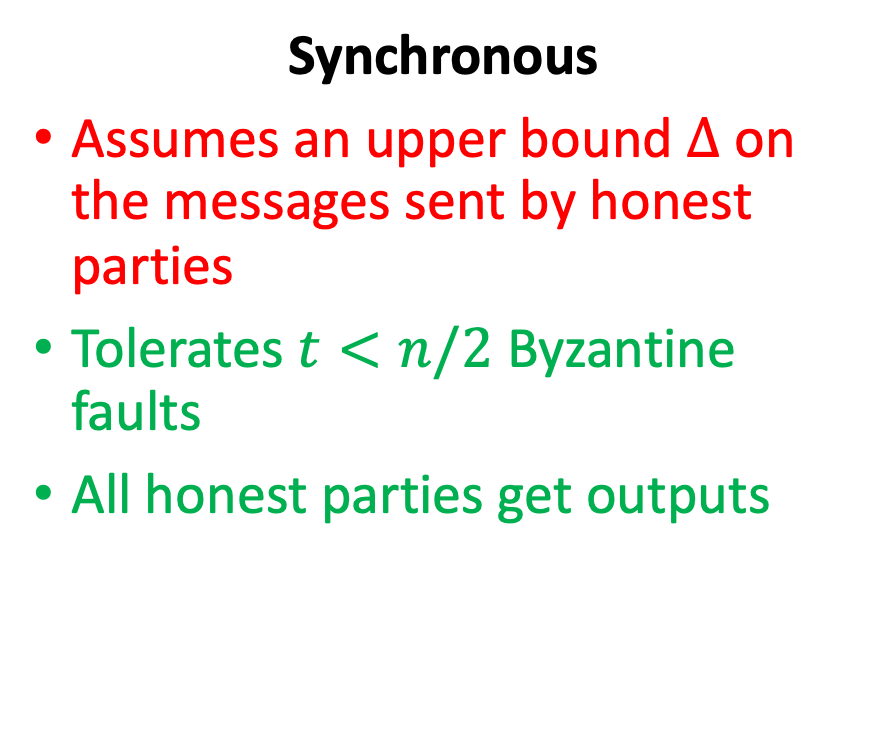 Synchronous
• Assumes an upper bound Δ on
the messages sent by honest
parties
• Tolerates t < n/2 Byzantine
faults
• All honest parties get outputs